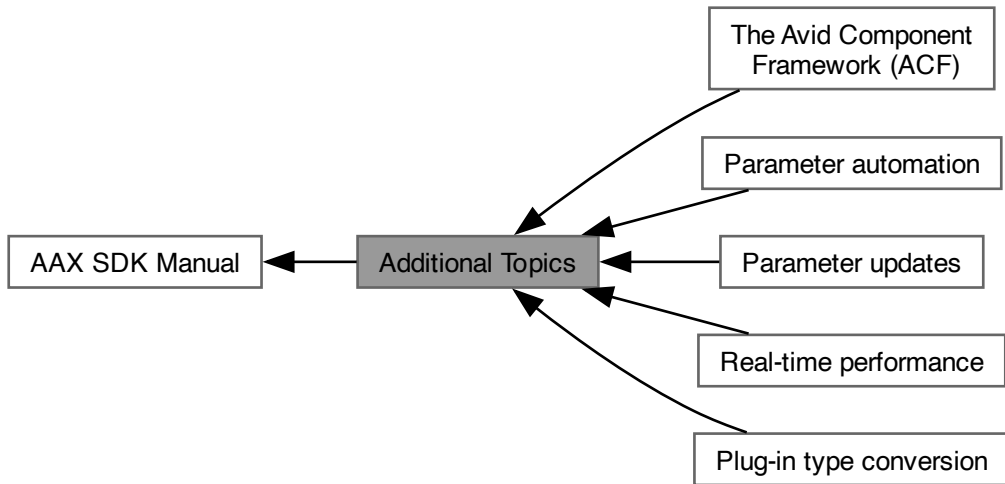 The Avid Component
Framework (ACF)
Parameter automation
AAX SDK Manual
Additional Topics
Parameter updates
Real-time performance
Plug-in type conversion